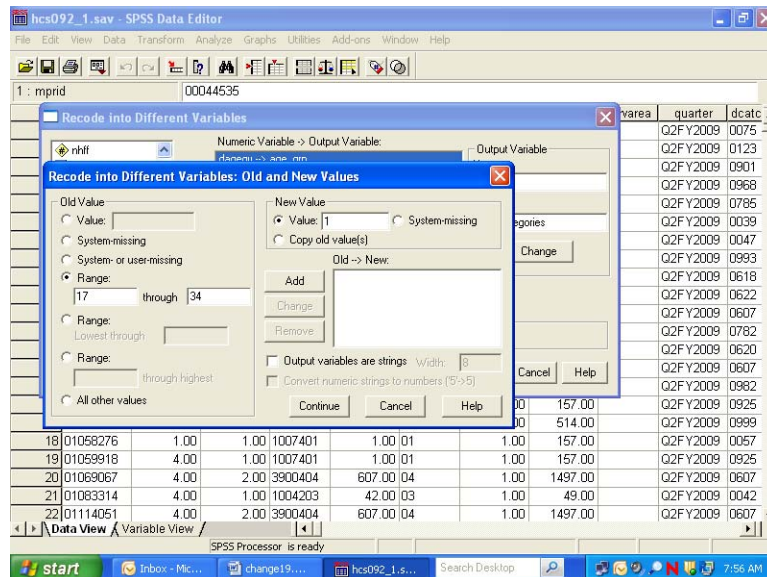 hcs092_1.sav - SPSS Data Editor
File Edit View Data Transform Analyze Graphs Utilities Add-ons Window Help
1 : mprid 00044535
Recode into Different Variables
nhff
Numeric Variable -> Output Variable:
dagequ --> age_grp
Output Variable
Change
Cancel Help
Recode into Different Variables: Old and New Values
Old Value
Value:
System-missing
System- or user-missing
Range:
17 through 34
Range:
Lowest through
Range:
through highest
All other values
New Value
Value: 1 System-missing
Copy old value(s)
Old --> New:
Add
Change
Remove
Output variables are strings Width: 8
Convert numeric strings to numbers ('5'->5)
Continue Cancel Help
varea quarter dcatc
Q2FY2009 0075
Q2FY2009 0123
Q2FY2009 0901
Q2FY2009 0968
Q2FY2009 0785
Q2FY2009 0039
Q2FY2009 0047
Q2FY2009 0993
Q2FY2009 0618
Q2FY2009 0622
Q2FY2009 0607
Q2FY2009 0782
Q2FY2009 0620
Q2FY2009 0607
Q2FY2009 0982
157.00 Q2FY2009 0925
514.00 Q2FY2009 0999
18 01058276 1.00 1.00 1007401 1.00 01 1.00 157.00 Q2FY2009 0057
19 01059918 4.00 1.00 1007401 1.00 01 1.00 157.00 Q2FY2009 0925
20 01069067 4.00 2.00 3900404 607.00 04 1.00 1497.00 Q2FY2009 0607
21 01083314 4.00 1.00 1004203 42.00 03 1.00 49.00 Q2FY2009 0042
22 01114051 4.00 2.00 3900404 607.00 04 1.00 1497.00 Q2FY2009 0607
Data View Variable View
SPSS Processor is ready
start Inbox - Mic... change19.... hcs092_1.s... Search Desktop 7:56 AM